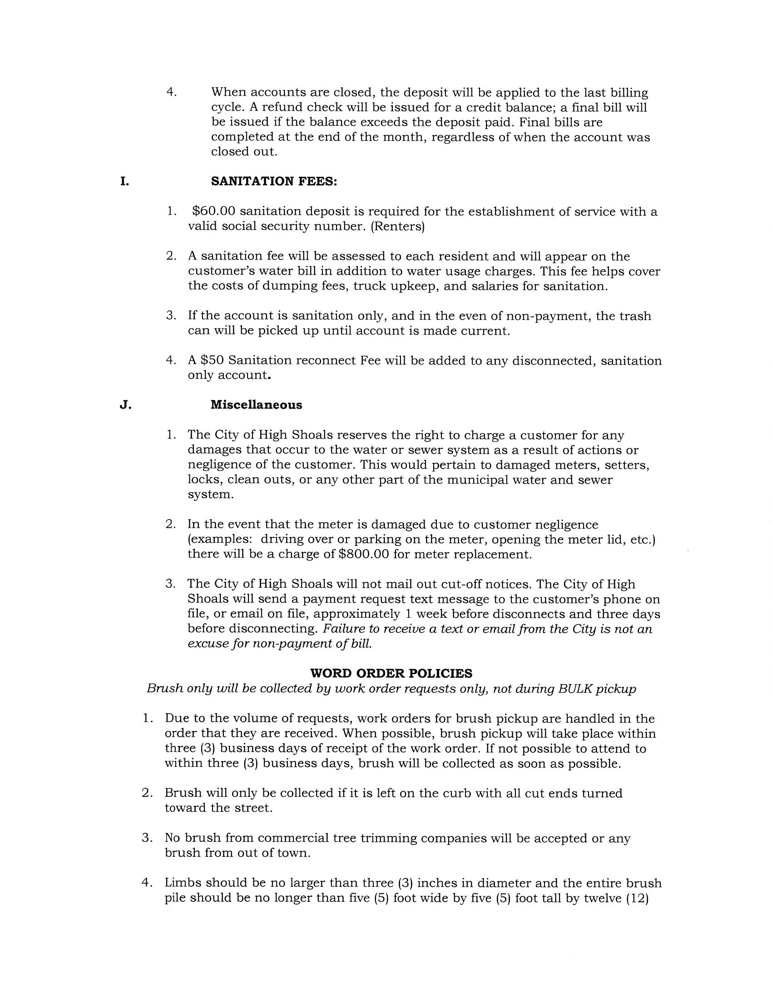 4. When accounts are closed, the deposit will be applied to the last billing
cycle. A refund check will be issued for a credit balance; a final bill will
be issued if the balance exceeds the deposit paid. Final bills are
completed at the end of the month, regardless of when the account was
closed out.
I. SANITATION FEES:
1. $60.00 sanitation deposit is required for the establishment of service with a
valid social security number. (Renters)
2. A sanitation fee will be assessed to each resident and will appear on the
customer's water bill in addition to water usage charges. This fee helps cover
the costs of dumping fees, truck upkeep, and salaries for sanitation.
3. If the account is sanitation only, and in the even of non-payment, the trash
can will be picked up until account is made current.
4. A $50 Sanitation reconnect Fee will be added to any disconnected, sanitation
only account.
J. Miscellaneous
1. The City of High Shoals reserves the right to charge a customer for any
damages that occur to the water or sewer system as a result of actions or
negligence of the customer. This would pertain to damaged meters, setters,
locks, clean outs, or any other part of the municipal water and sewer
system.
2. In the event that the meter is damaged due to customer negligence
(examples: driving over or parking on the meter, opening the meter lid, etc.)
there will be a charge of $800.00 for meter replacement.
3. The City of High Shoals will not mail out cut-off notices. The City of High
Shoals will send a payment request text message to the customer's phone on
file, or email on file, approximately 1 week before disconnects and three days
before disconnecting. Failure to receive a text or email from the City is not an
excuse for non-payment of bill.
WORD ORDER POLICIES
Brush only will be collected by work order requests only, not during BULK pickup
1. Due to the volume of requests, work orders for brush pickup are handled in the
order that they are received. When possible, brush pickup will take place within
three (3) business days of receipt of the work order. If not possible to attend to
within three (3) business days, brush will be collected as soon as possible.
2. Brush will only be collected if it is left on the curb with all cut ends turned
toward the street.
3. No brush from commercial tree trimming companies will be accepted or any
brush from out of town.
4. Limbs should be no larger than three (3) inches in diameter and the entire brush
pile should be no longer than five (5) foot wide by five (5) foot tall by twelve (12)